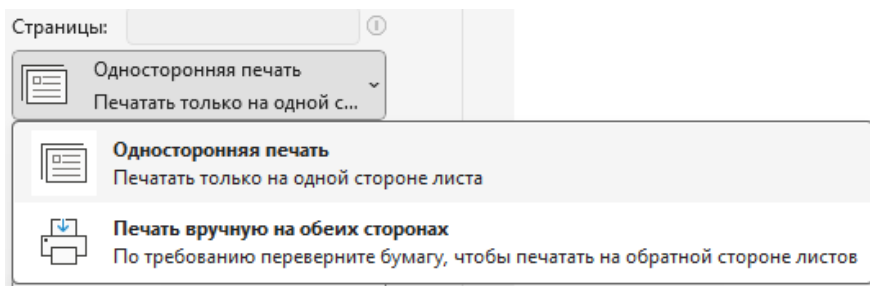 Страницы:
Односторонняя печать
Печатать только на одной с...
Односторонняя печать
Печатать только на одной стороне листа
Печать вручную на обеих сторонах
По требованию переверните бумагу, чтобы печатать на обратной стороне листов